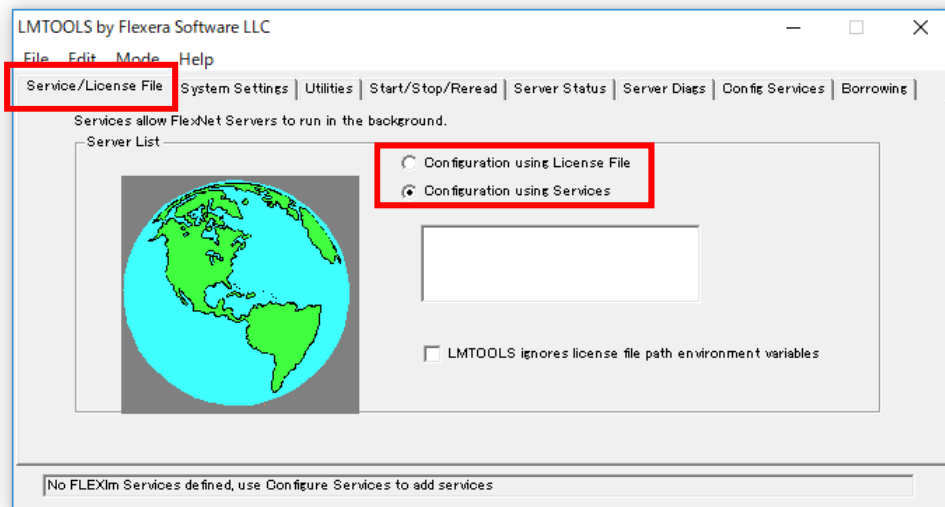 LMTOOLS by Flexera Software LLC
File Edit Mode Help
Service/License File System Settings Utilities Start/Stop/Reread Server Status Server Diags Config Services Borrowing
Services allow FlexNet Servers to run in the background.
Server List
Configuration using License File
Configuration using Services
LMTOOLS ignores license file path environment variables
No FLEXlm Services defined, use Configure Services to add services